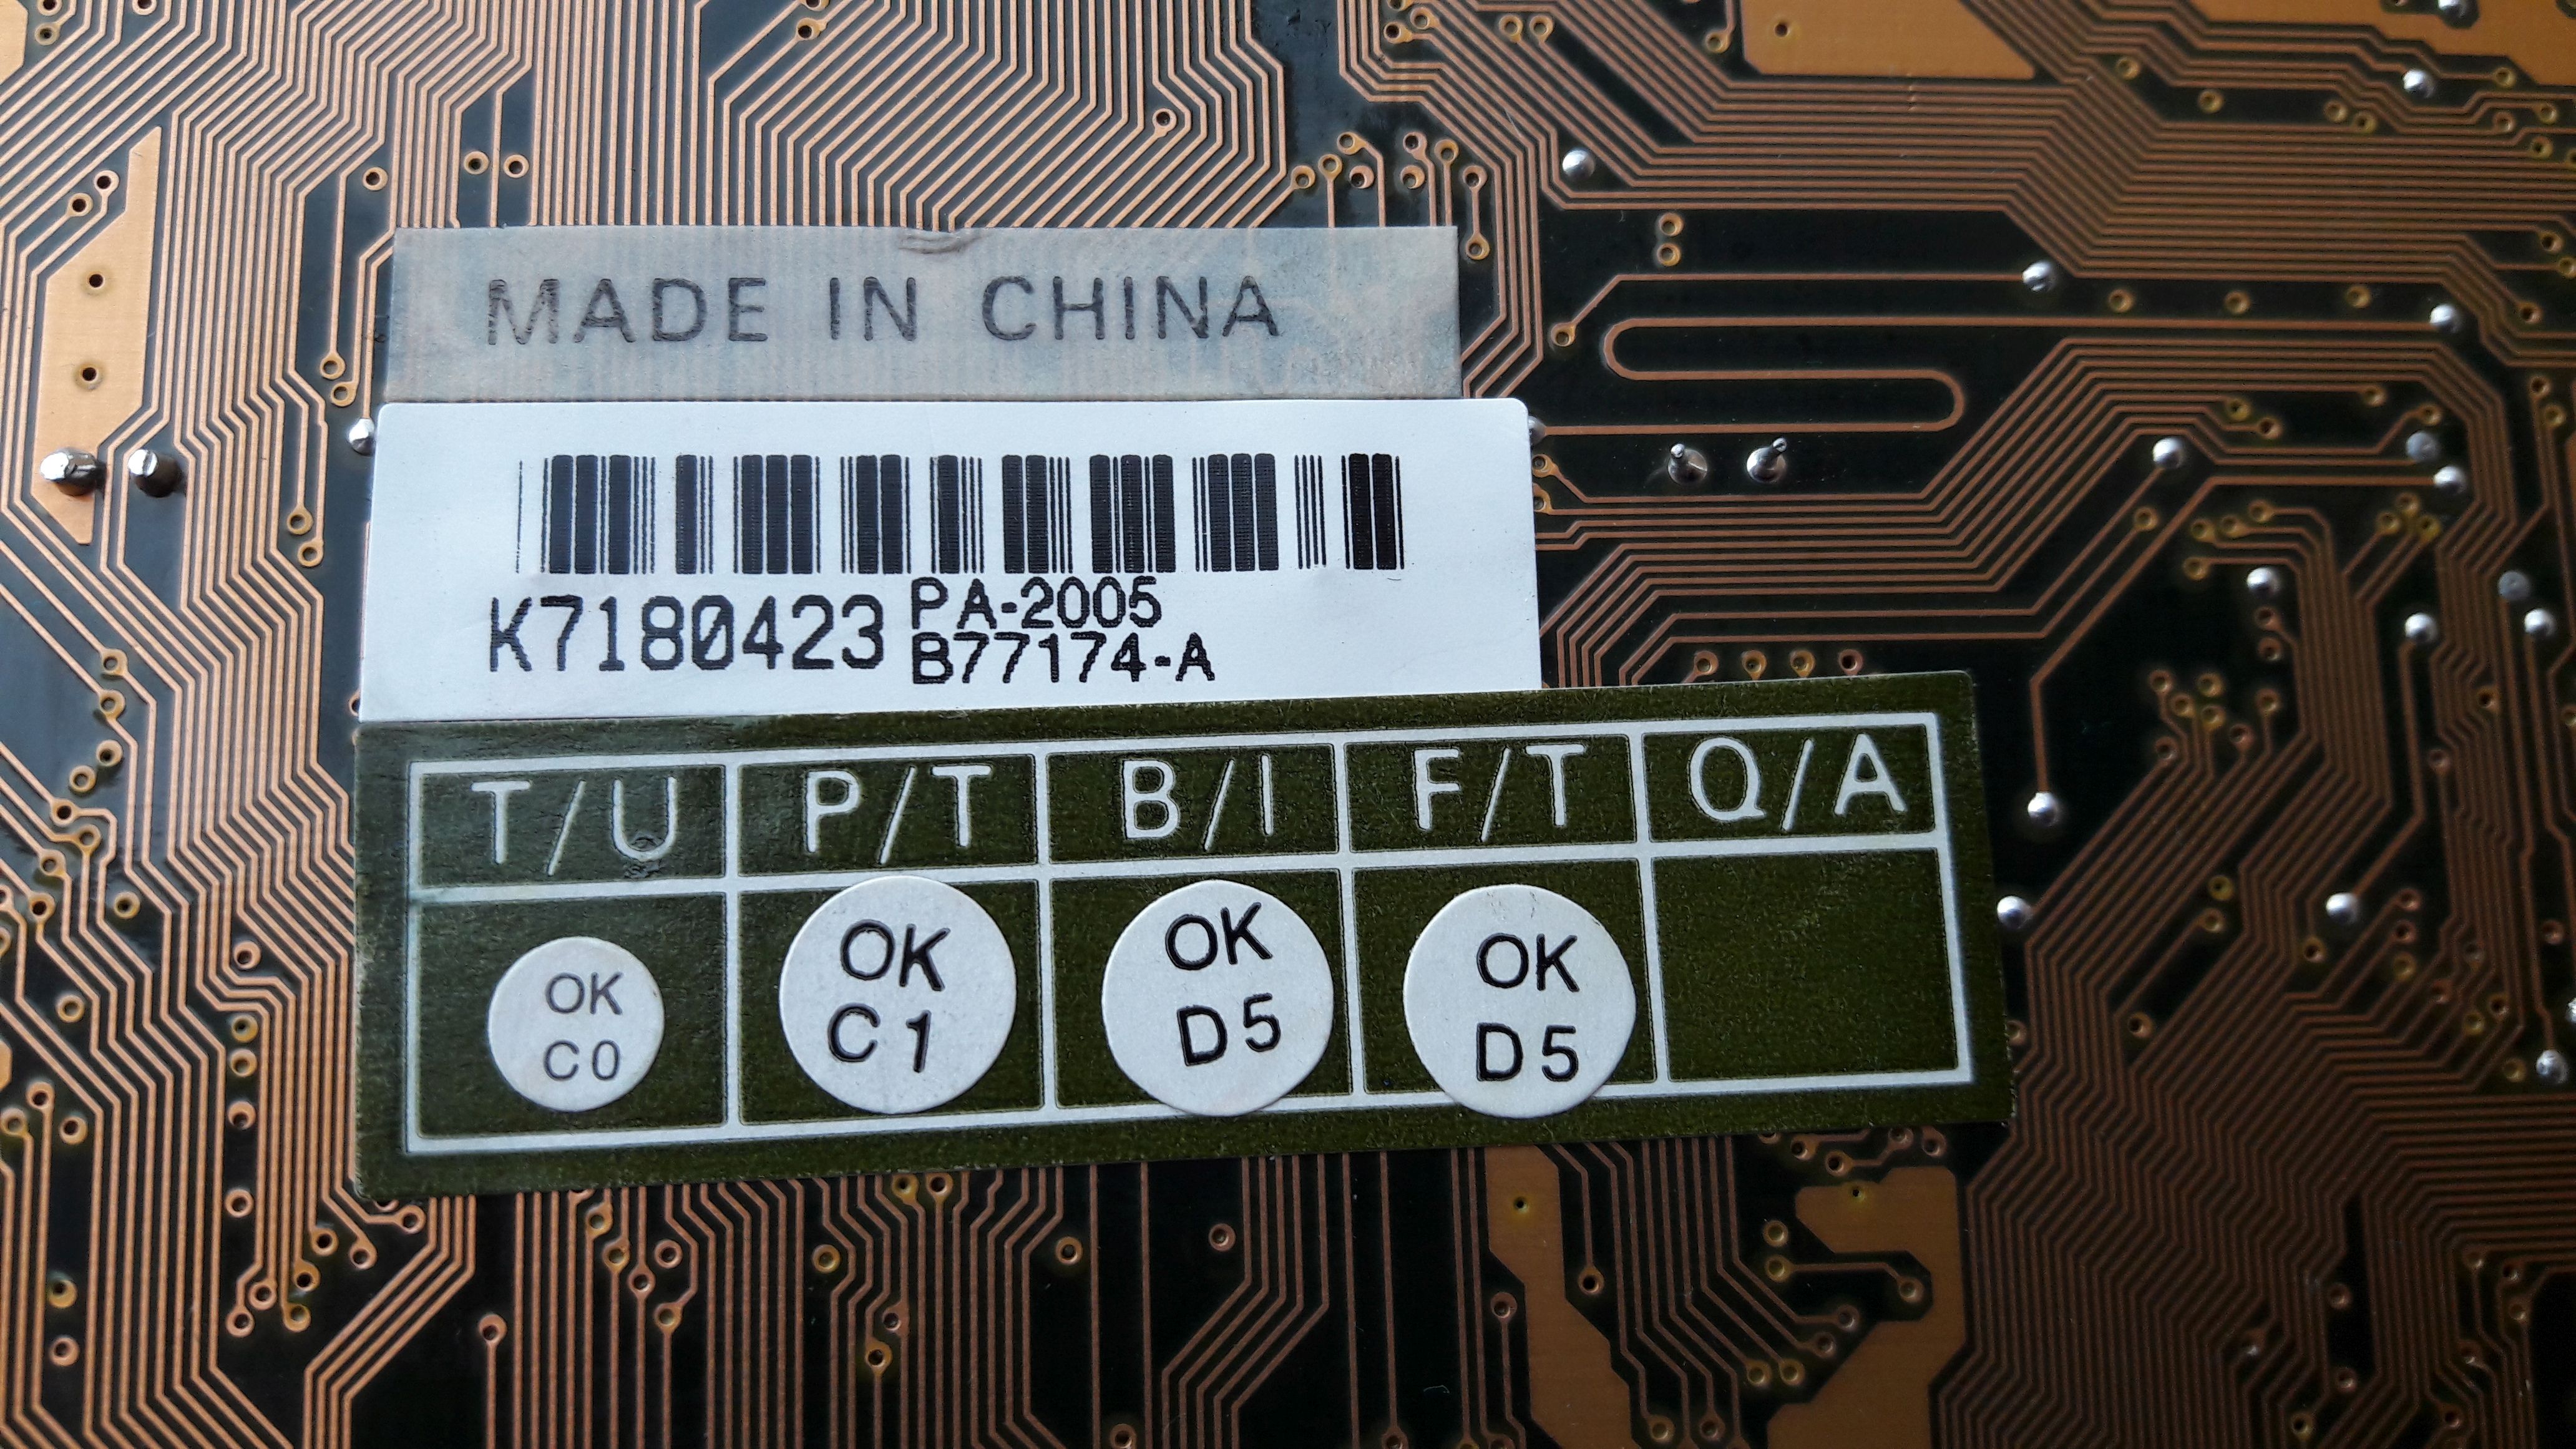 MADE IN CHINA
K7180423 PA-2005
B77174-A
T/U P/T B/I F/T Q/A
OK OK OK OK
C0 C1 D5 D5